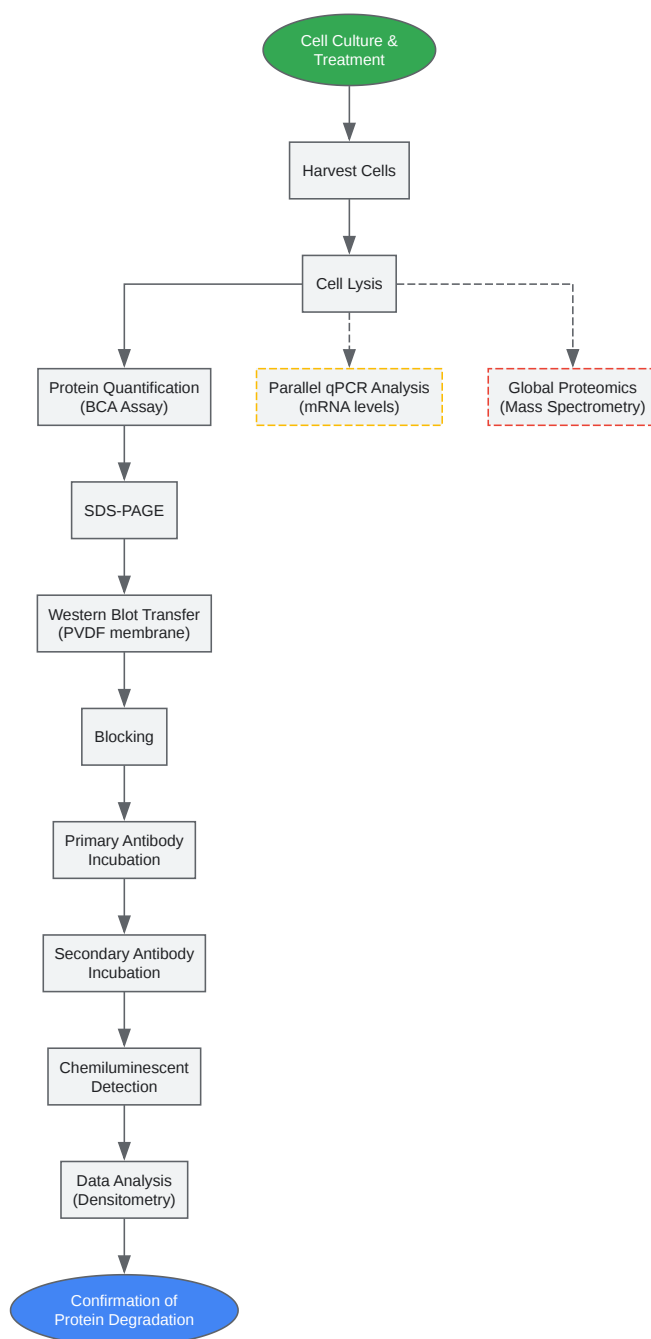 Cell Culture &
Treatment
Harvest Cells
Cell Lysis
Protein Quantification
(BCA Assay)
Parallel qPCR Analysis
(mRNA levels)
Global Proteomics
(Mass Spectrometry)
SDS-PAGE
Western Blot Transfer
(PVDF membrane)
Blocking
Primary Antibody
Incubation
Secondary Antibody
Incubation
Chemiluminescent
Detection
Data Analysis
(Densitometry)
Confirmation of
Protein Degradation